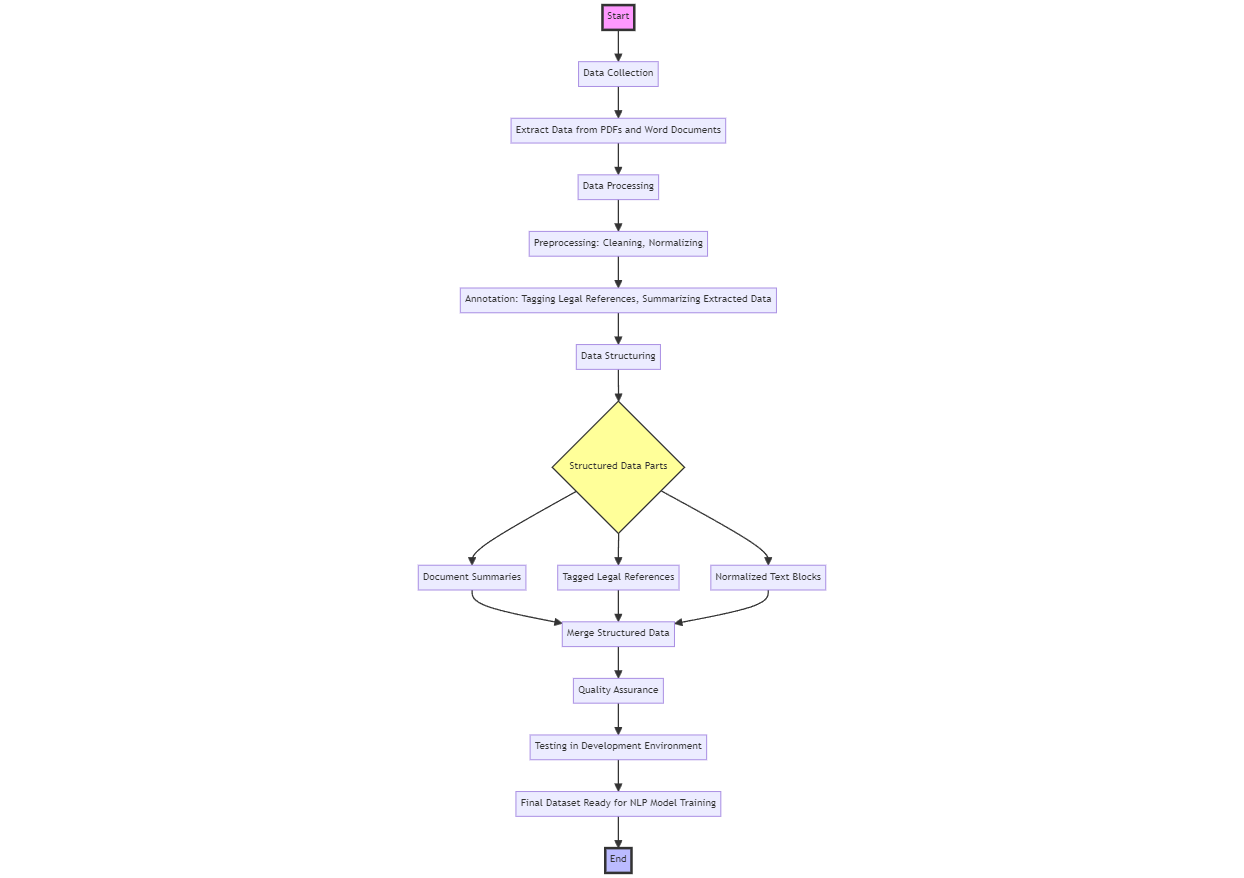 Start
Data Collection
Extract Data from PDFs and Word Documents
Data Processing
Preprocessing: Cleaning, Normalizing
Annotation: Tagging Legal References, Summarizing Extracted Data
Data Structuring
Structured Data Parts
Document Summaries
Tagged Legal References
Normalized Text Blocks
Merge Structured Data
Quality Assurance
Testing in Development Environment
Final Dataset Ready for NLP Model Training
End